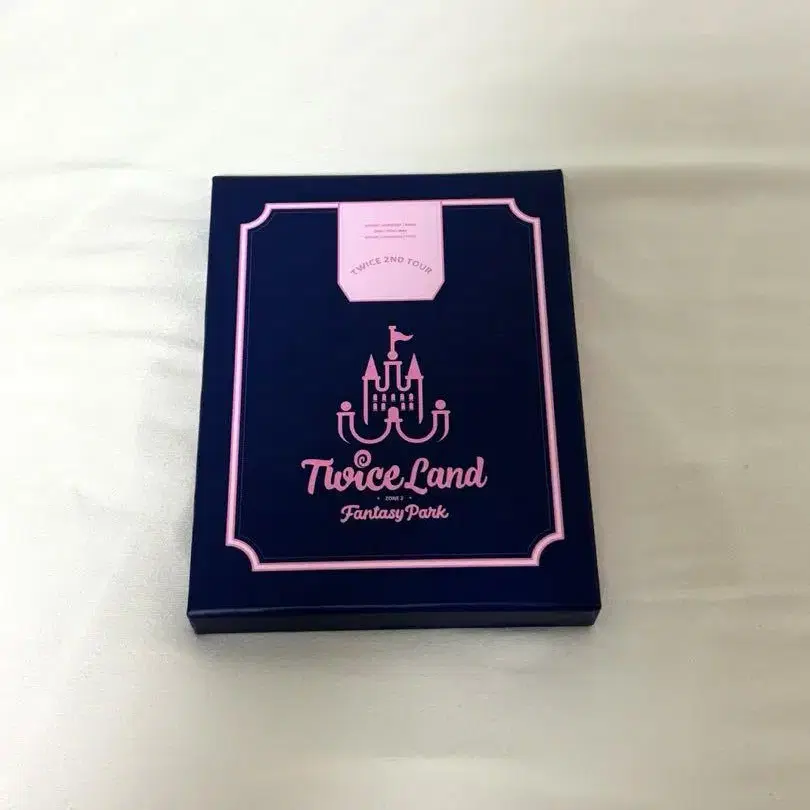 TWICE 2ND TOUR
TwiceLand
ZONE 2
Fantasy Park